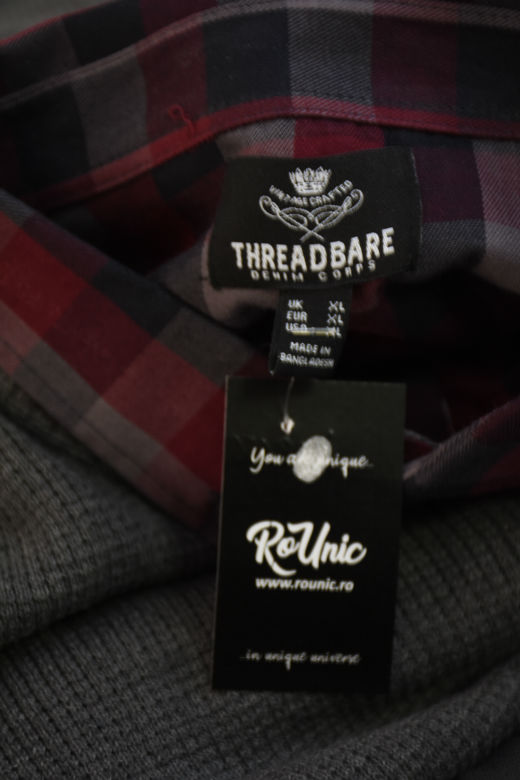 VINTAGE CRAFTED
THREADBARE
DENIM CORPS
UK XL
EUR XL
USA XL
MADE IN
BANGLADESH
You are unique..
RoUnic
www.rounic.ro
..in unique universe